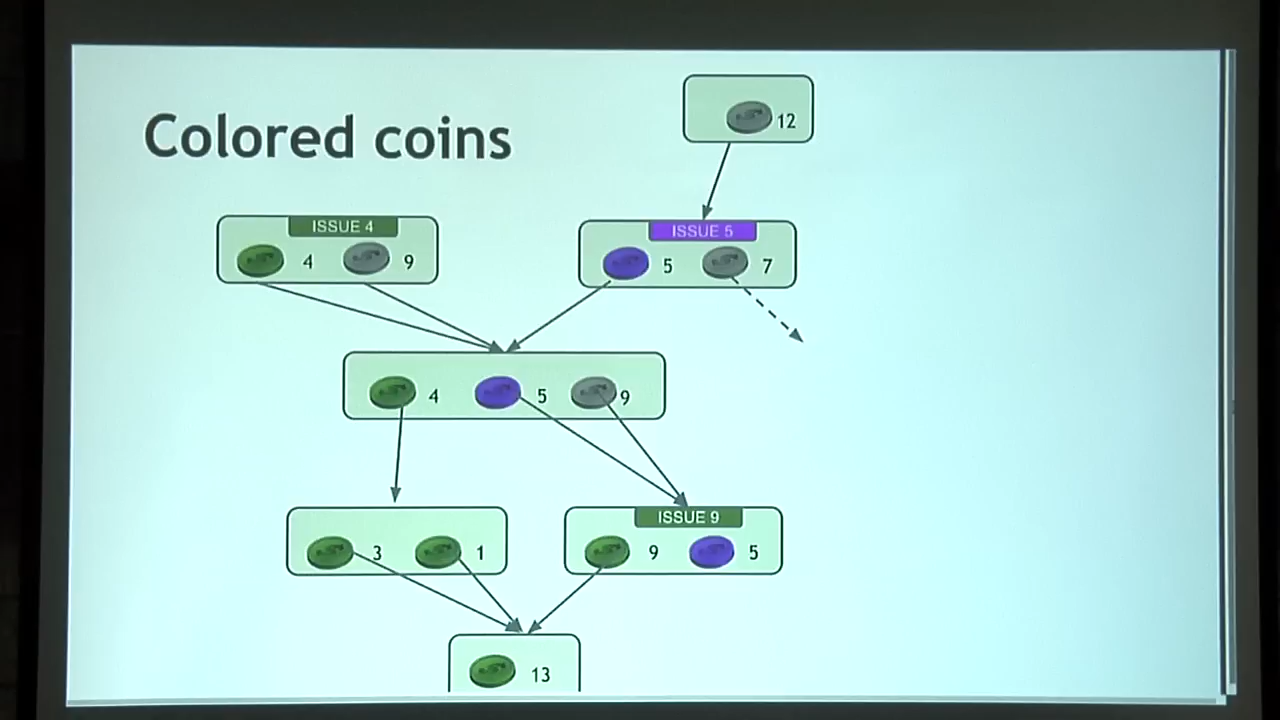 Colored coins
12
ISSUE 4
4 9
ISSUE 5
5 7
4 5 9
3 1
ISSUE 9
9 5
13